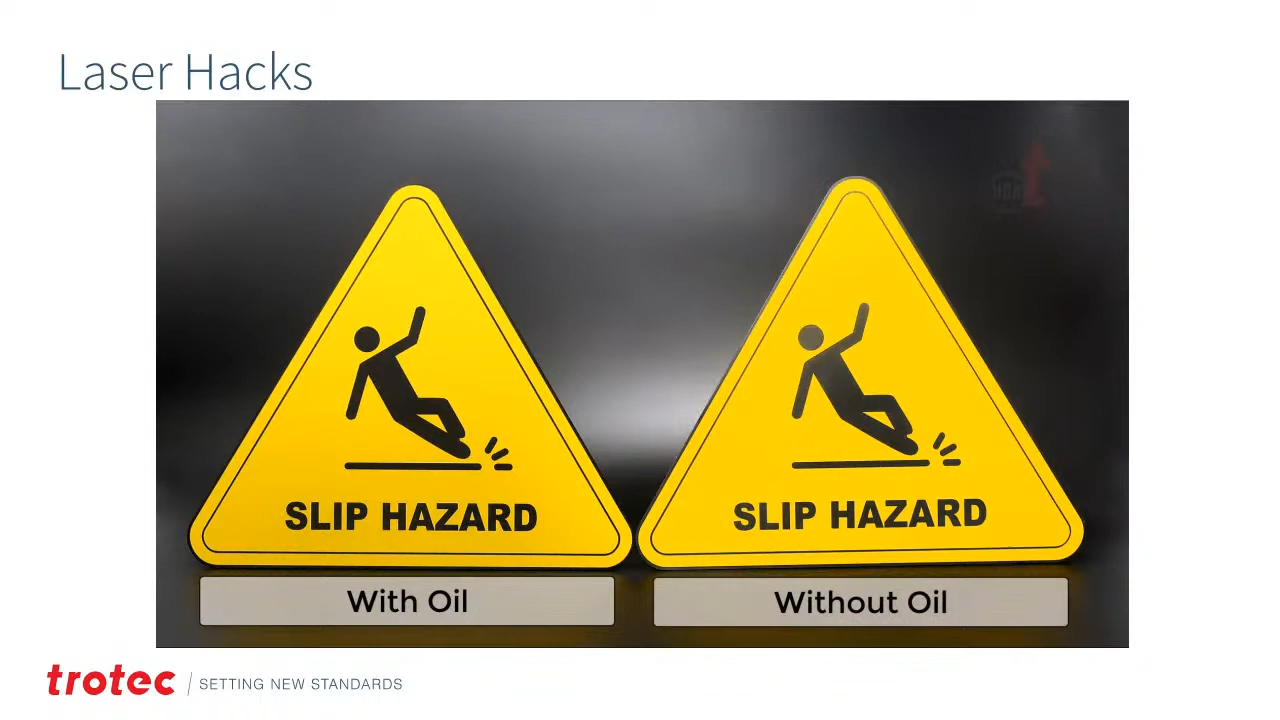 Laser Hacks
SLIP HAZARD
SLIP HAZARD
With Oil
Without Oil
trotec
SETTING NEW STANDARDS